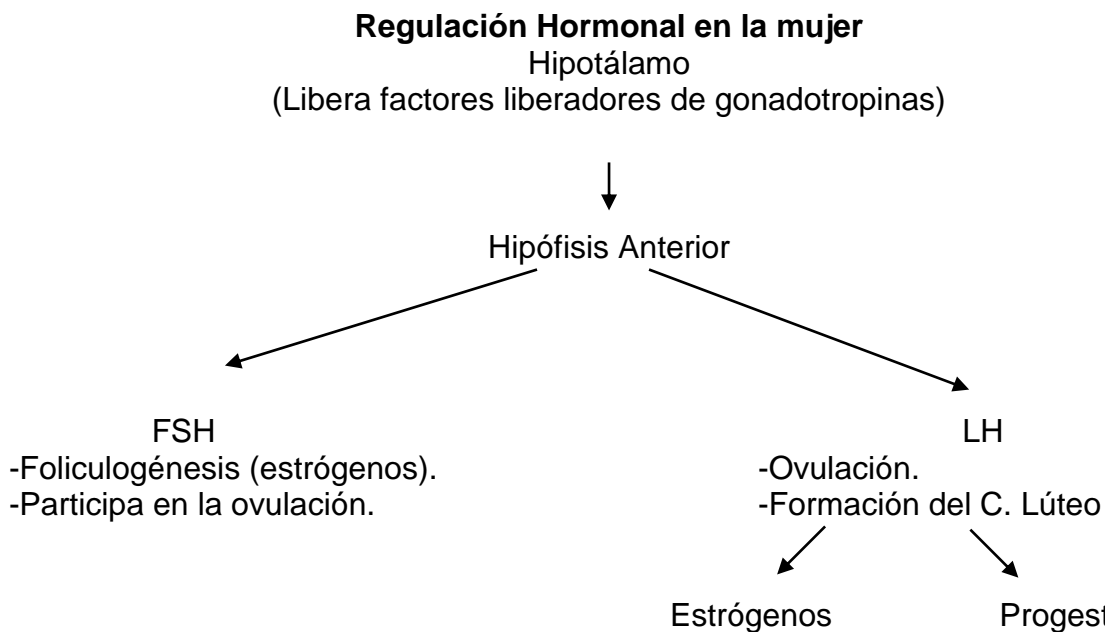 Regulación Hormonal en la mujer
Hipotálamo
(Libera factores liberadores de gonadotropinas)
Hipófisis Anterior
FSH
-Foliculogénesis (estrógenos).
-Participa en la ovulación.
LH
-Ovulación.
-Formación del C. Lúteo
Estrógenos Progest